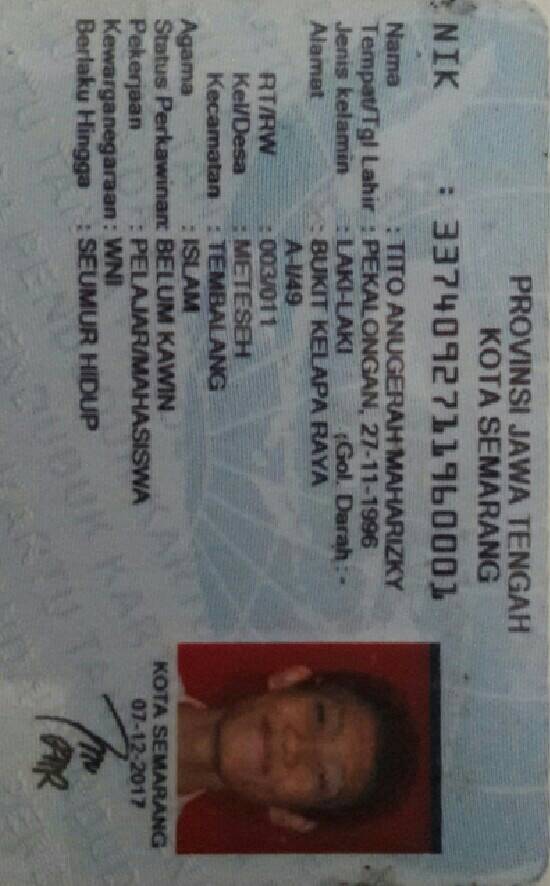 PROVINSI JAWA TENGAH
KOTA SEMARANG
NIK : 3374092711960001
Nama : TITO ANUGERAH MAHARIZKY
Tempat/Tgl Lahir : PEKALONGAN, 27-11-1996
Jenis kelamin : LAKI-LAKI Gol. Darah : -
Alamat : BUKIT KELAPA RAYA
A-I/49
RT/RW : 003/011
Kel/Desa : METESEH
Kecamatan : TEMBALANG
Agama : ISLAM
Status Perkawinan: BELUM KAWIN
Pekerjaan : PELAJAR/MAHASISWA
Kewarganegaraan : WNI
Berlaku Hingga : SEUMUR HIDUP
KOTA SEMARANG
07-12-2017